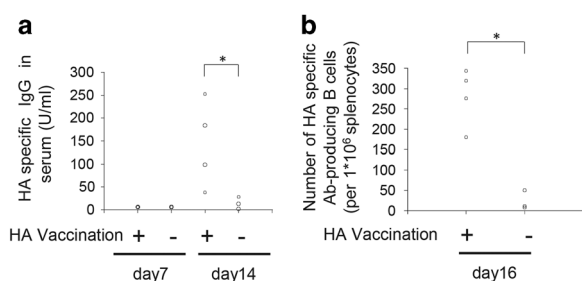 a
HA specific IgG in
serum (U/ml)
300
250
200
150
100
50
0
*
HA Vaccination + - + -
day7 day14
b
Number of HA specific
Ab-producing B cells
(per 1*10⁶ splenocytes)
350
300
250
200
150
100
50
0
*
HA Vaccination + -
day16